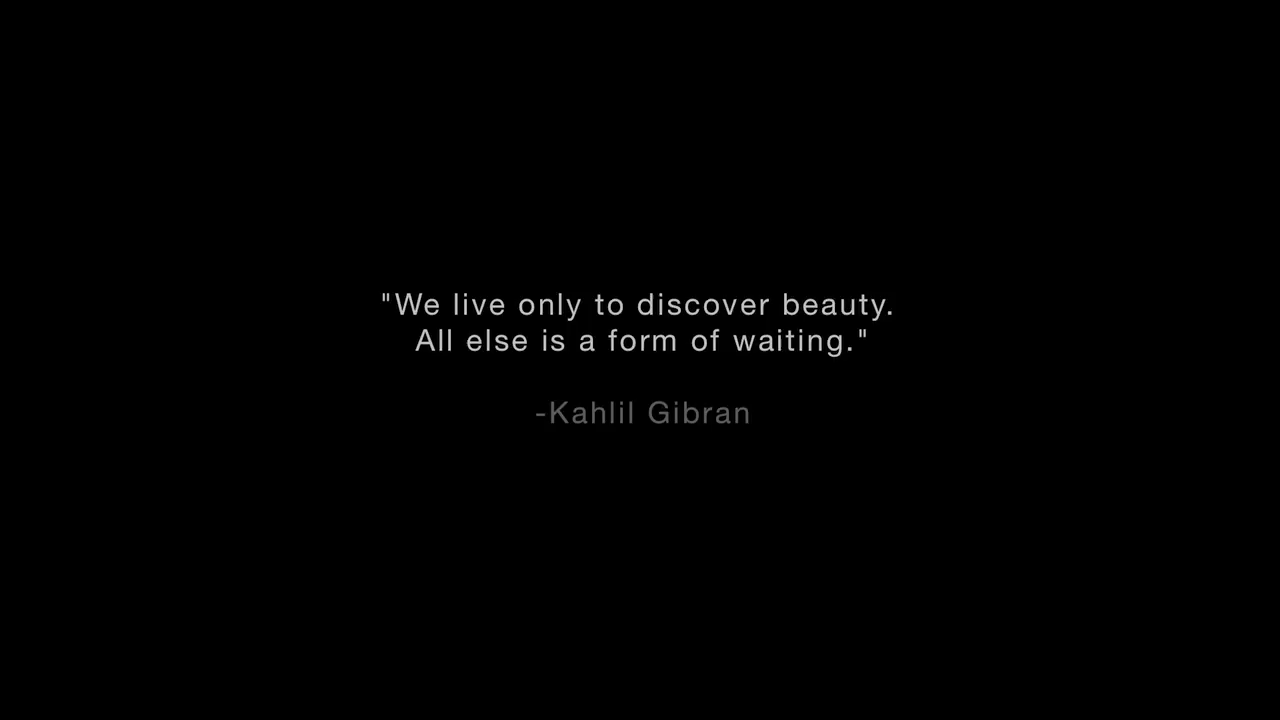 "We live only to discover beauty.
All else is a form of waiting."
-Kahlil Gibran